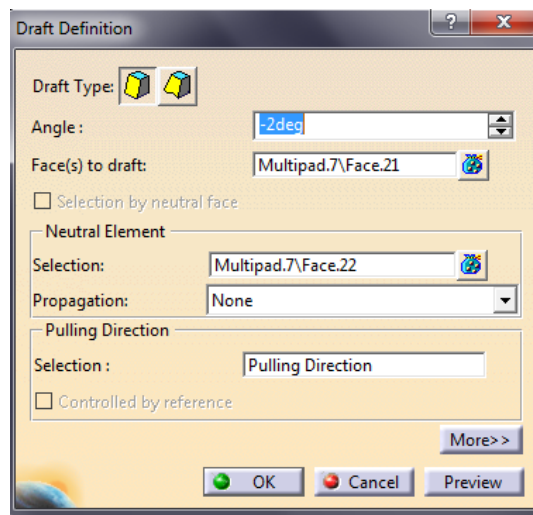 Draft Definition
?
X
Draft Type:
Angle :
-2deg
Face(s) to draft:
Multipad.7\Face.21
Selection by neutral face
Neutral Element
Selection:
Multipad.7\Face.22
Propagation:
None
Pulling Direction
Selection :
Pulling Direction
Controlled by reference
More>>
OK
Cancel
Preview